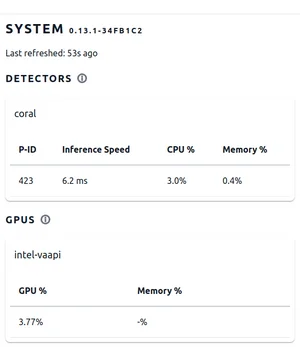 SYSTEM 0.13.1-34FB1C2
Last refreshed: 53s ago
DETECTORS
coral
P-ID Inference Speed CPU % Memory %
423 6.2 ms 3.0% 0.4%
GPUS
intel-vaapi
GPU % Memory %
3.77% -%